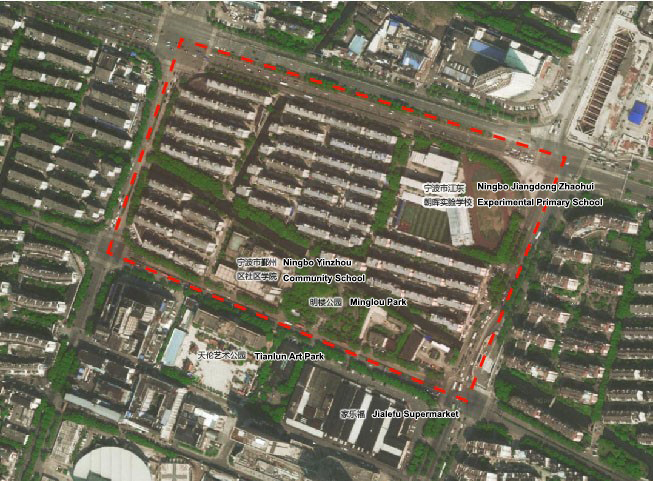 宁波市江东 Ningbo Jiangdong Zhaohui
朝晖实验学校 Experimental Primary School
宁波市鄞州 Ningbo Yinzhou
区社区学院 Community School
明楼公园 Minglou Park
天伦艺术公园 Tianlun Art Park
家乐福 Jialefu Supermarket